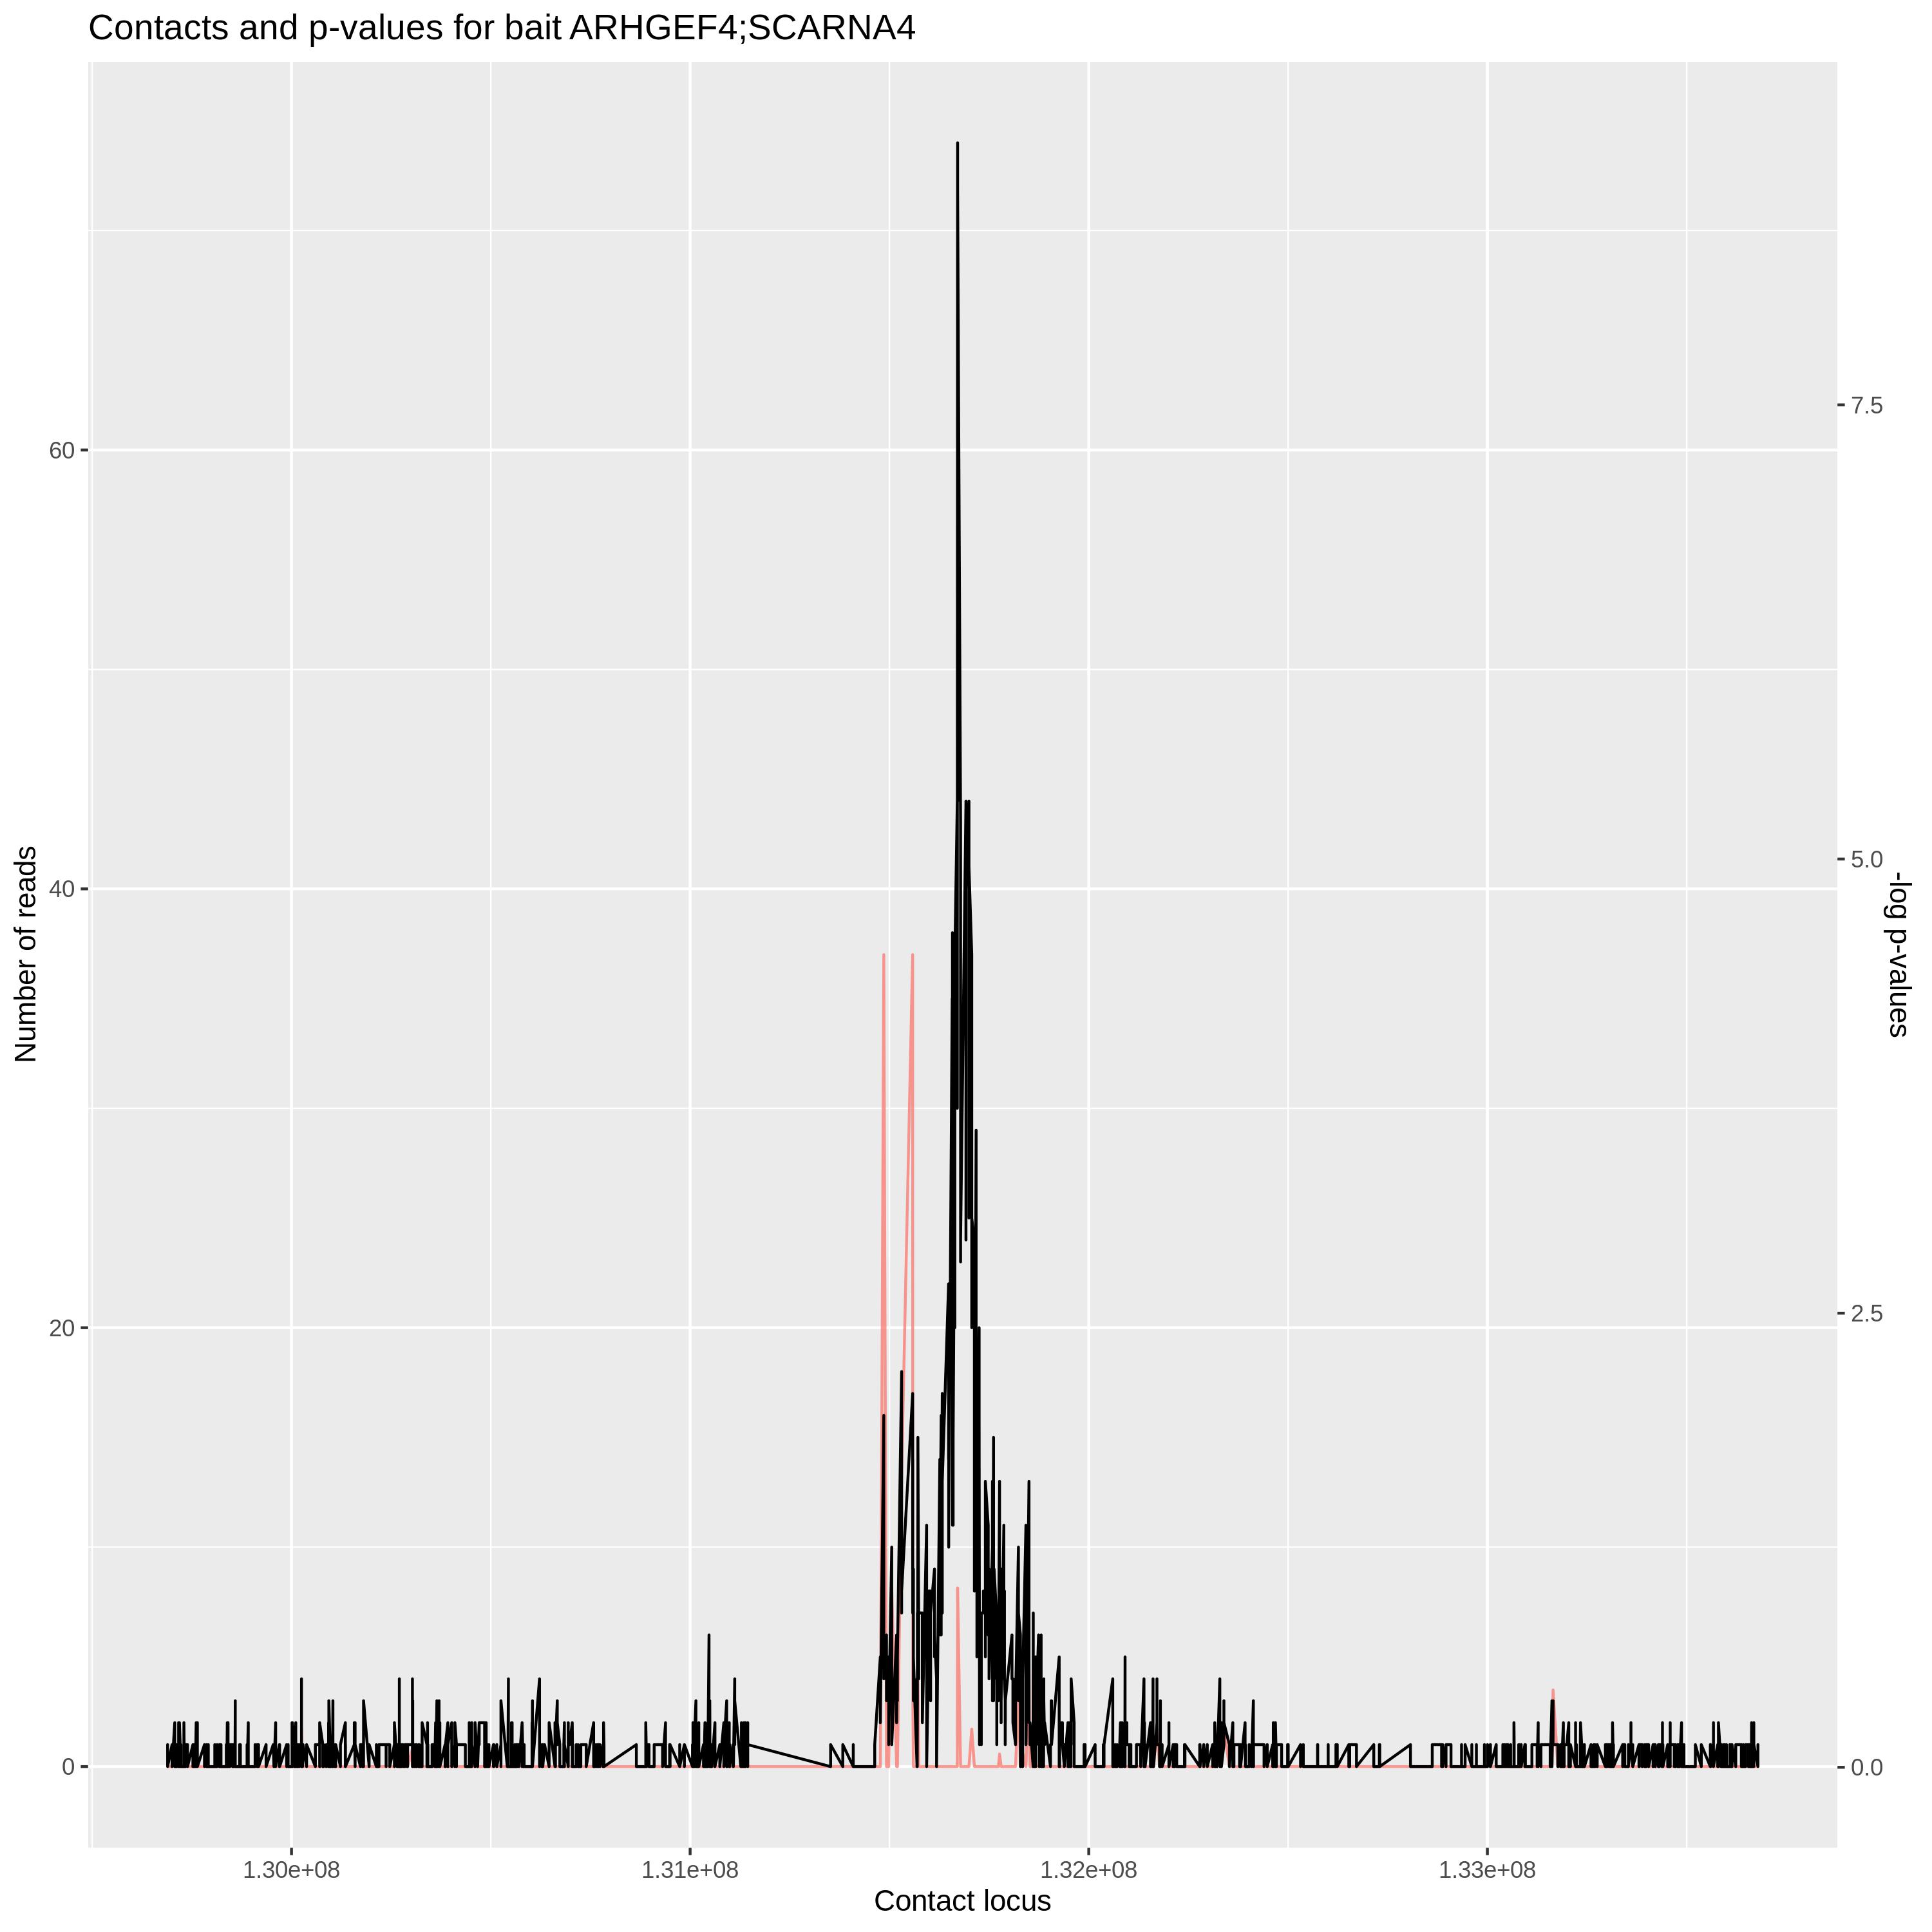 Contacts and p-values for bait ARHGEF4;SCARNA4
Number of reads
60
40
20
0
7.5
5.0
2.5
0.0
-log p-values
1.30e+08
1.31e+08
1.32e+08
1.33e+08
Contact locus